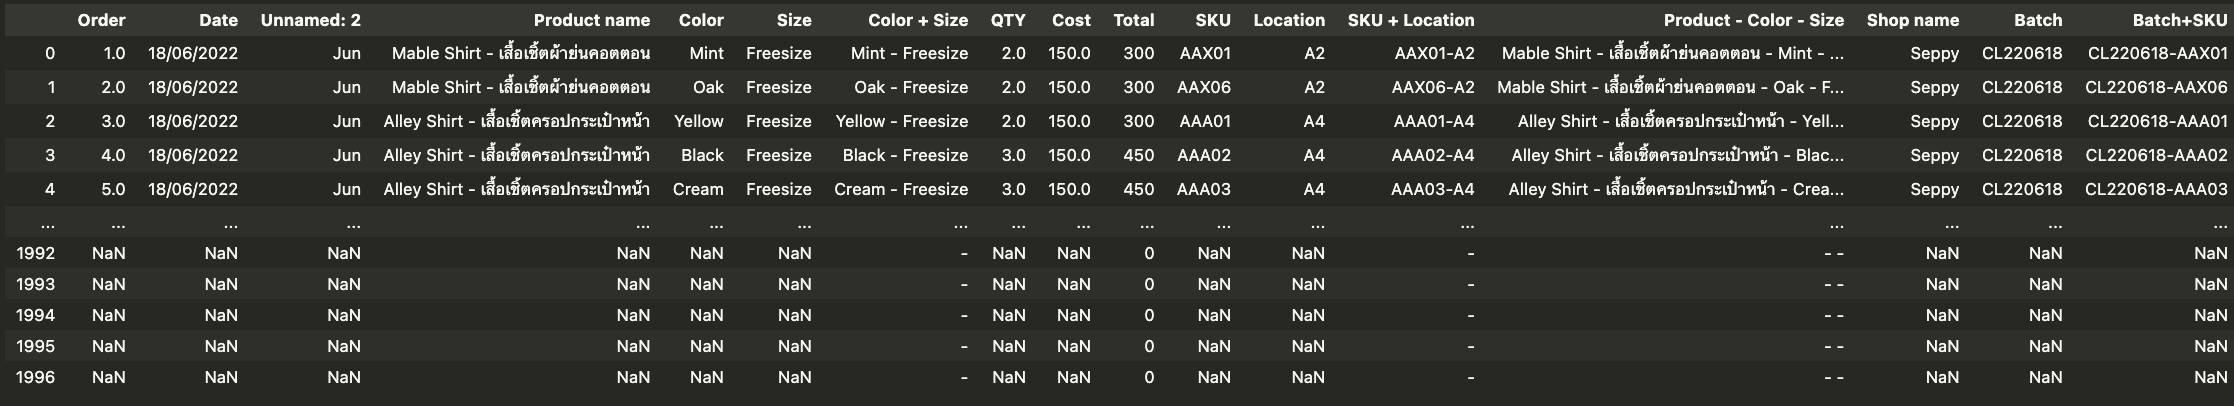 Order Date Unnamed: 2 Product name Color Size Color + Size QTY Cost Total SKU Location SKU + Location Product - Color - Size Shop name Batch Batch+SKU
0 1.0 18/06/2022 Jun Mable Shirt - เสื้อเชิ้ตผ้าย่นคอตตอน Mint Freesize Mint - Freesize 2.0 150.0 300 AAX01 A2 AAX01-A2 Mable Shirt - เสื้อเชิ้ตผ้าย่นคอตตอน - Mint - ... Seppy CL220618 CL220618-AAX01
1 2.0 18/06/2022 Jun Mable Shirt - เสื้อเชิ้ตผ้าย่นคอตตอน Oak Freesize Oak - Freesize 2.0 150.0 300 AAX06 A2 AAX06-A2 Mable Shirt - เสื้อเชิ้ตผ้าย่นคอตตอน - Oak - F... Seppy CL220618 CL220618-AAX06
2 3.0 18/06/2022 Jun Alley Shirt - เสื้อเชิ้ตครอปกระเป๋าหน้า Yellow Freesize Yellow - Freesize 2.0 150.0 300 AAA01 A4 AAA01-A4 Alley Shirt - เสื้อเชิ้ตครอปกระเป๋าหน้า - Yell... Seppy CL220618 CL220618-AAA01
3 4.0 18/06/2022 Jun Alley Shirt - เสื้อเชิ้ตครอปกระเป๋าหน้า Black Freesize Black - Freesize 3.0 150.0 450 AAA02 A4 AAA02-A4 Alley Shirt - เสื้อเชิ้ตครอปกระเป๋าหน้า - Blac... Seppy CL220618 CL220618-AAA02
4 5.0 18/06/2022 Jun Alley Shirt - เสื้อเชิ้ตครอปกระเป๋าหน้า Cream Freesize Cream - Freesize 3.0 150.0 450 AAA03 A4 AAA03-A4 Alley Shirt - เสื้อเชิ้ตครอปกระเป๋าหน้า - Crea... Seppy CL220618 CL220618-AAA03
... ... ... ... ... ... ... ... ... ... ... ... ... ... ... ... ... ...
1992 NaN NaN NaN NaN NaN NaN - NaN NaN 0 NaN NaN - - - NaN NaN NaN
1993 NaN NaN NaN NaN NaN NaN - NaN NaN 0 NaN NaN - - - NaN NaN NaN
1994 NaN NaN NaN NaN NaN NaN - NaN NaN 0 NaN NaN - - - NaN NaN NaN
1995 NaN NaN NaN NaN NaN NaN - NaN NaN 0 NaN NaN - - - NaN NaN NaN
1996 NaN NaN NaN NaN NaN NaN - NaN NaN 0 NaN NaN - - - NaN NaN NaN